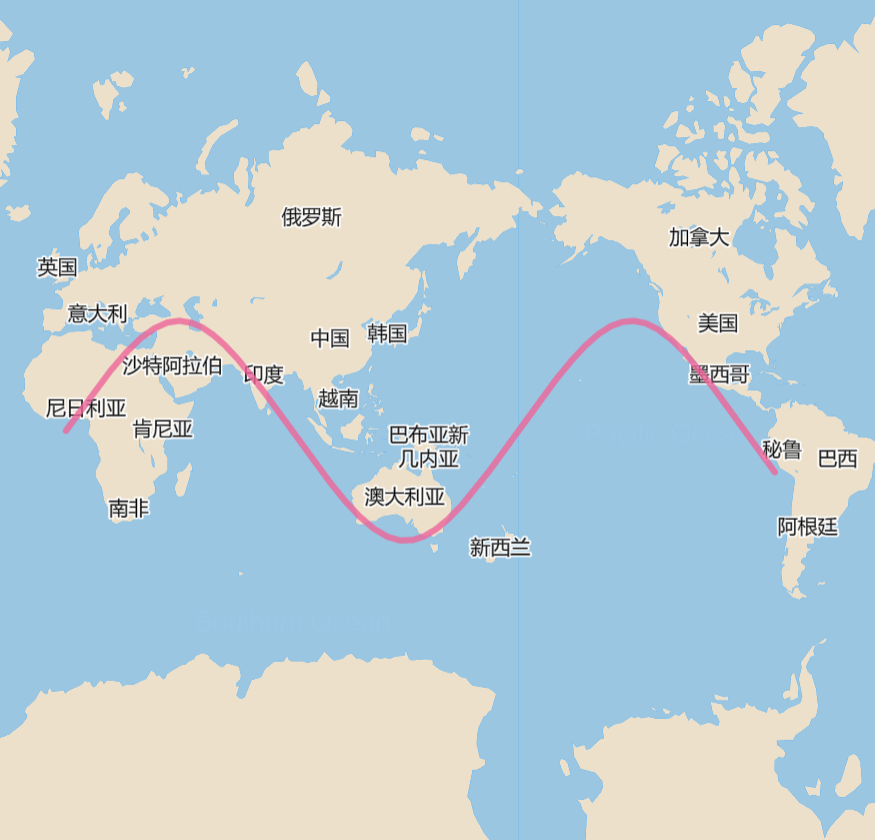 俄罗斯
加拿大
英国
意大利
美国
中国
韩国
沙特阿拉伯
印度
墨西哥
越南
尼日利亚
肯尼亚
巴布亚新
几内亚
秘鲁
巴西
澳大利亚
南非
阿根廷
新西兰